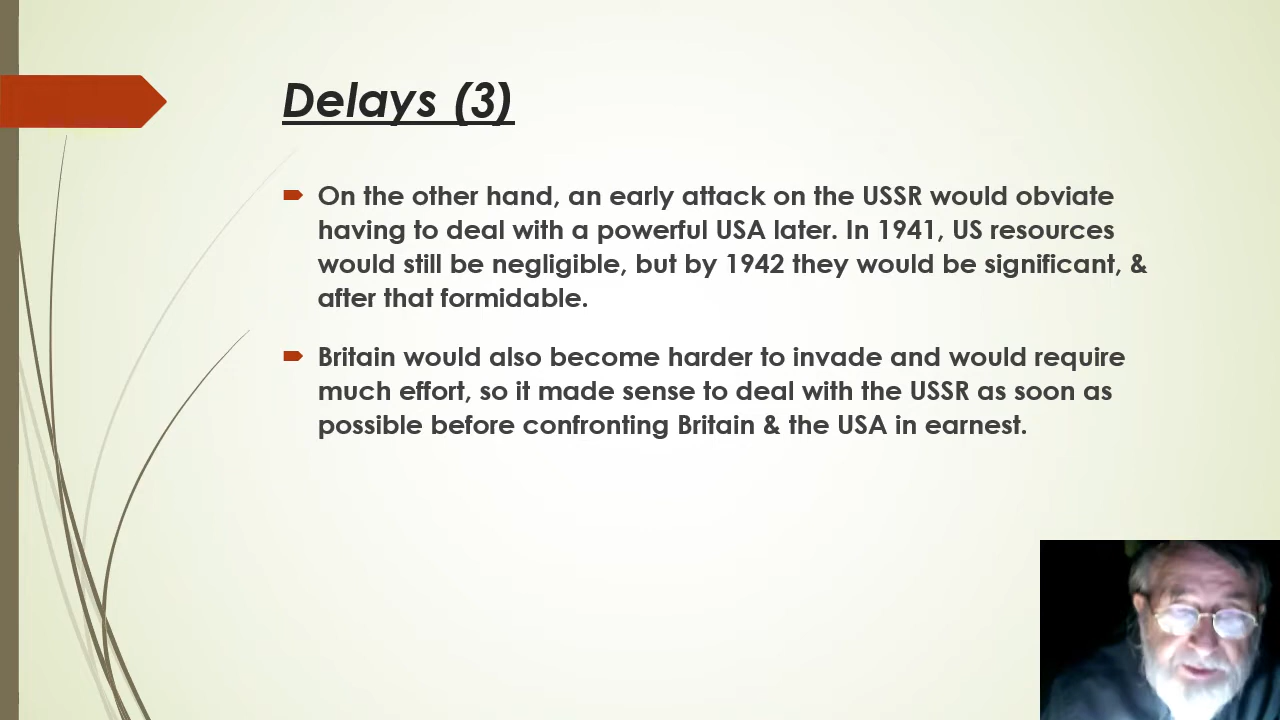 Delays (3)
On the other hand, an early attack on the USSR would obviate
having to deal with a powerful USA later. In 1941, US resources
would still be negligible, but by 1942 they would be significant, &
after that formidable.
Britain would also become harder to invade and would require
much effort, so it made sense to deal with the USSR as soon as
possible before confronting Britain & the USA in earnest.